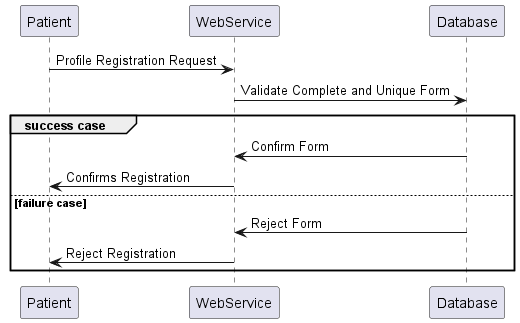 Patient WebService Database
Profile Registration Request
Validate Complete and Unique Form
success case
Confirm Form
Confirms Registration
[failure case]
Reject Form
Reject Registration
Patient WebService Database